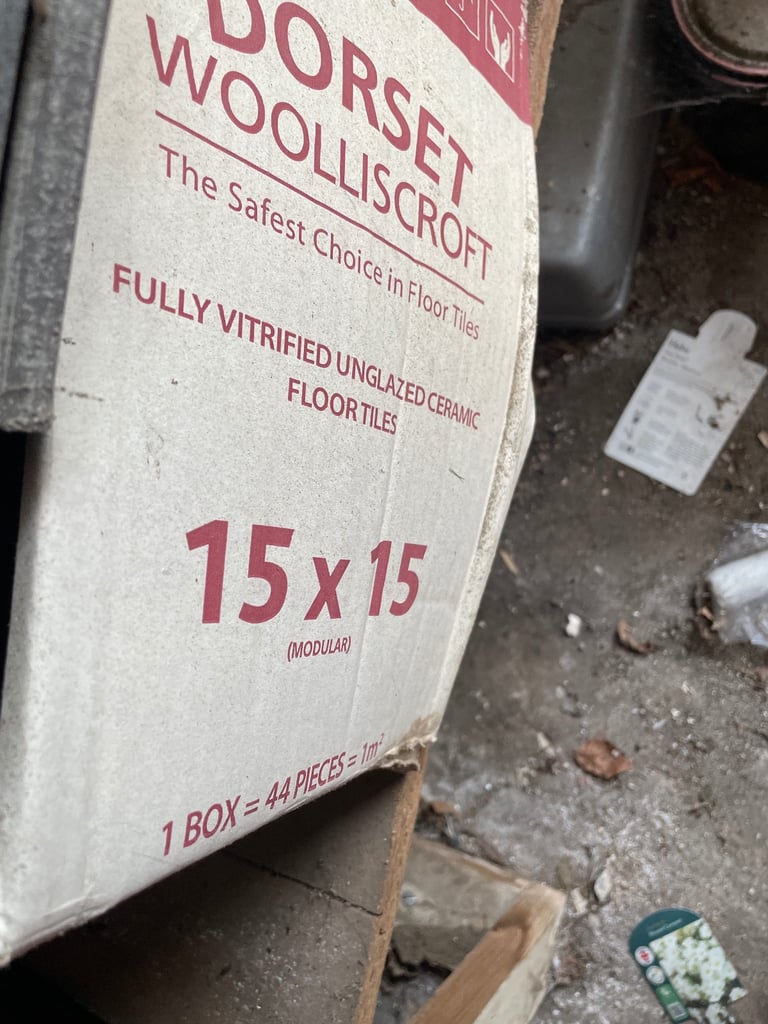 DORSET
WOOLLISCROFT
The Safest Choice in Floor Tiles
FULLY VITRIFIED UNGLAZED CERAMIC
FLOOR TILES
15 x 15
(MODULAR)
1 BOX = 44 PIECES = 1m²